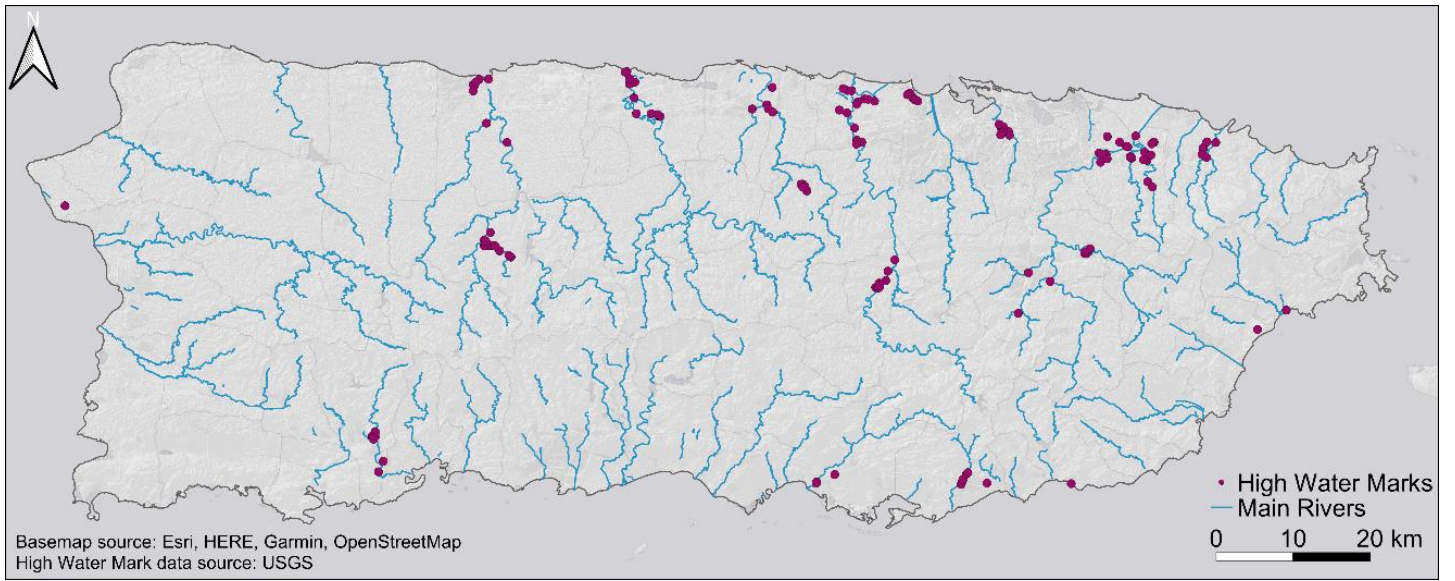 N
High Water Marks
Main Rivers
0 10 20 km
Basemap source: Esri, HERE, Garmin, OpenStreetMap
High Water Mark data source: USGS